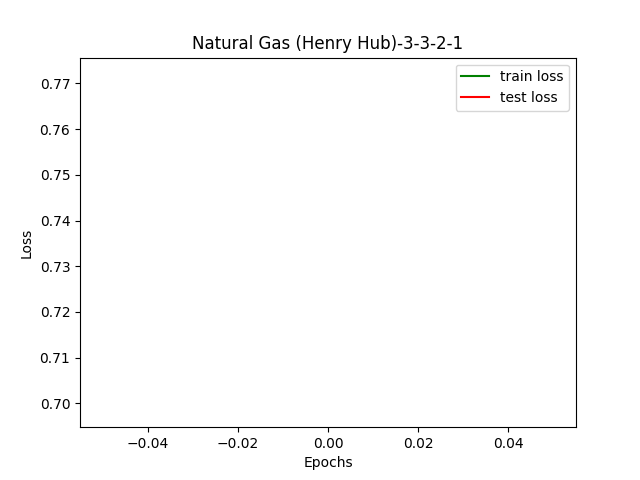 Natural Gas (Henry Hub)-3-3-2-1
train loss
test loss
0.77
0.76
0.75
0.74
0.73
0.72
0.71
0.70
Loss
−0.04
−0.02
0.00
0.02
0.04
Epochs